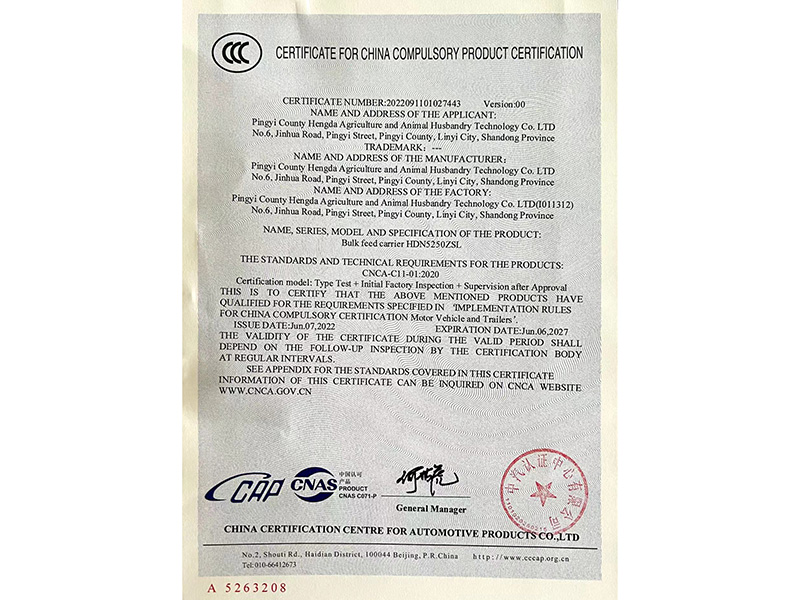 CCC CERTIFICATE FOR CHINA COMPULSORY PRODUCT CERTIFICATION
CERTIFICATE NUMBER:2022091101027443 Version:00
NAME AND ADDRESS OF THE APPLICANT:
Pingyi County Hengda Agriculture and Animal Husbandry Technology Co. LTD
No.6, Jinhua Road, Pingyi Street, Pingyi County, Linyi City, Shandong Province
TRADEMARK: ---
NAME AND ADDRESS OF THE MANUFACTURER:
Pingyi County Hengda Agriculture and Animal Husbandry Technology Co. LTD
No.6, Jinhua Road, Pingyi Street, Pingyi County, Linyi City, Shandong Province
NAME AND ADDRESS OF THE FACTORY:
Pingyi County Hengda Agriculture and Animal Husbandry Technology Co. LTD(I011312)
No.6, Jinhua Road, Pingyi Street, Pingyi County, Linyi City, Shandong Province
NAME, SERIES, MODEL AND SPECIFICATION OF THE PRODUCT:
Bulk feed carrier HDN5250ZSL
THE STANDARDS AND TECHNICAL REQUIREMENTS FOR THE PRODUCTS:
CNCA-C11-01:2020
Certification model: Type Test + Initial Factory Inspection + Supervision after Approval
THIS IS TO CERTIFY THAT THE ABOVE MENTIONED PRODUCTS HAVE
QUALIFIED FOR THE REQUIREMENTS SPECIFIED IN 'IMPLEMENTATION RULES
FOR CHINA COMPULSORY CERTIFICATION Motor Vehicle and Trailers'.
ISSUE DATE:Jun.07,2022 EXPIRATION DATE:Jun.06,2027
THE VALIDITY OF THE CERTIFICATE DURING THE VALID PERIOD SHALL
DEPEND ON THE FOLLOW-UP INSPECTION BY THE CERTIFICATION BODY
AT REGULAR INTERVALS.
SEE APPENDIX FOR THE STANDARDS COVERED IN THIS CERTIFICATE
INFORMATION OF THIS CERTIFICATE CAN BE INQUIRED ON CNCA WEBSITE
WWW.CNCA.GOV.CN
CCAP CNAS
中国认可
产品
PRODUCT
CNAS C071-P
General Manager
中汽认证中心有限公司
CHINA CERTIFICATION CENTRE FOR AUTOMOTIVE PRODUCTS CO.,LTD
No.2, Shouti Rd., Haidian District, 100044 Beijing, P.R.China http://www.cccap.org.cn
Tel:010-66412673
A 5263208